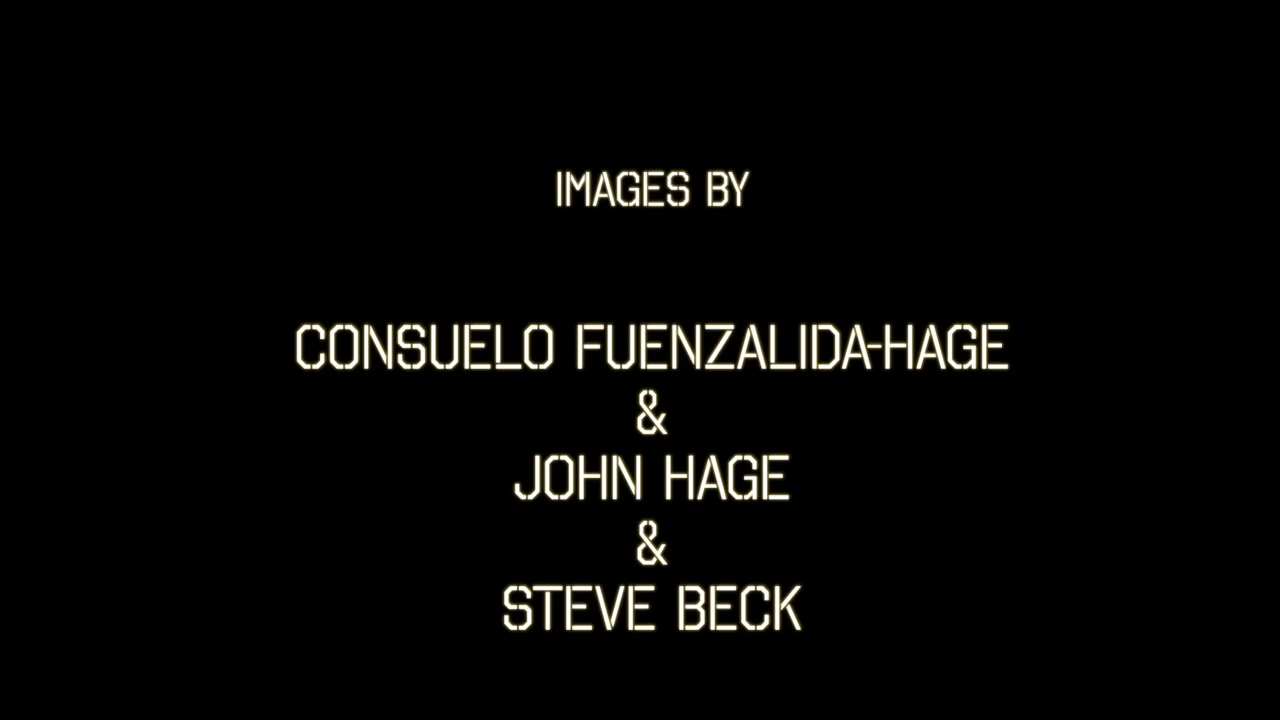 IMAGES BY
CONSUELO FUENZALIDA-HAGE
&
JOHN HAGE
&
STEVE BECK